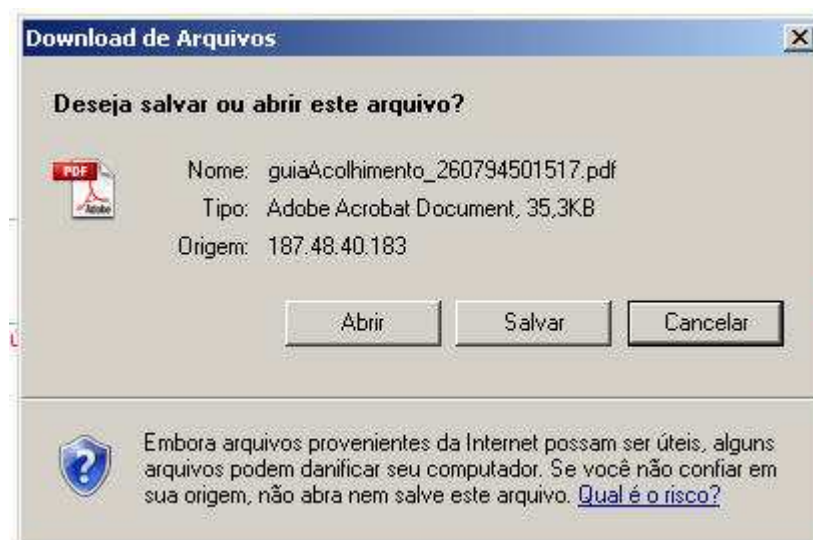 Download de Arquivos
Deseja salvar ou abrir este arquivo?
PDF
Adobe
Nome: guiaAcolhimento_260794501517.pdf
Tipo: Adobe Acrobat Document, 35,3KB
Origem: 187.48.40.183
Abrir Salvar Cancelar
Embora arquivos provenientes da Internet possam ser úteis, alguns
arquivos podem danificar seu computador. Se você não confiar em
sua origem, não abra nem salve este arquivo. Qual é o risco?